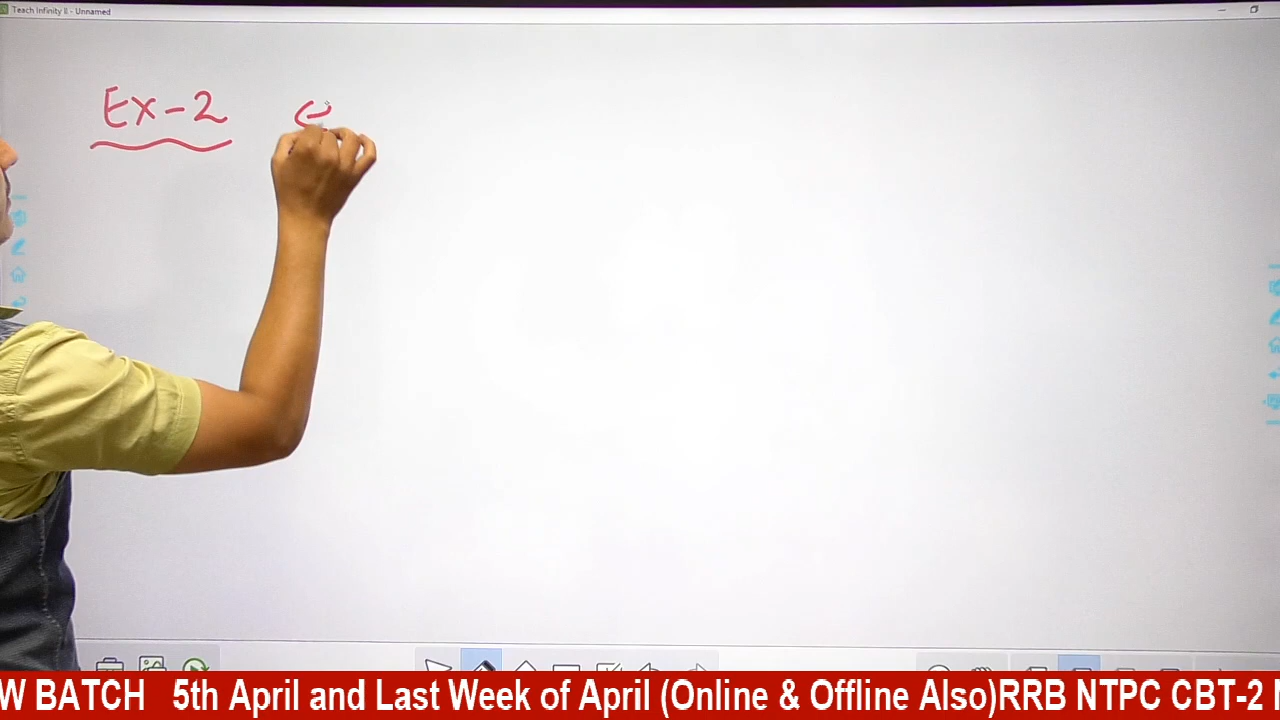 Teach Infinity 8 - Unnamed
Ex-2
W BATCH 5th April and Last Week of April (Online & Offline Also)RRB NTPC CBT-2